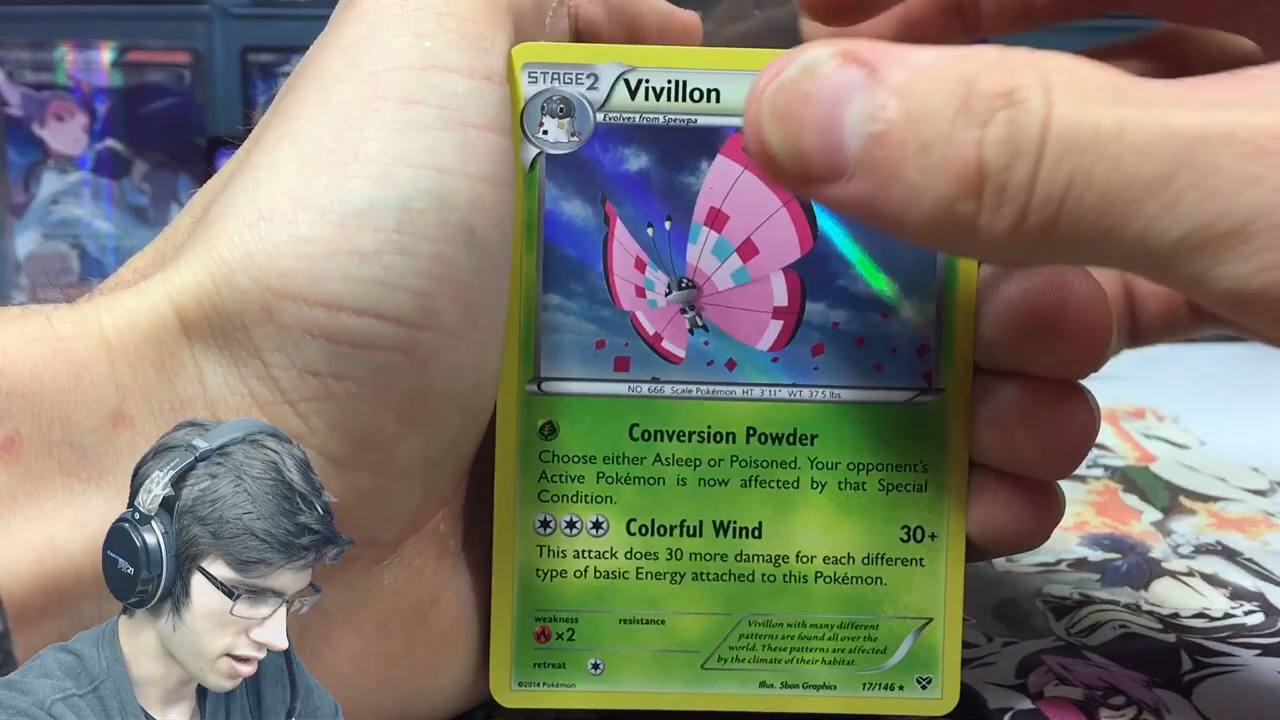 STAGE2
Vivillon
Evolves from Spewpa
NO. 666 Scale Pokémon HT 3'11" WT 37.5 lbs
Conversion Powder
Choose either Asleep or Poisoned. Your opponent's
Active Pokémon is now affected by that Special
Condition.
Colorful Wind 30+
This attack does 30 more damage for each different
type of basic Energy attached to this Pokémon.
weakness resistance
×2
retreat
Vivillon with many different
patterns are found all over the
world. These patterns are affected
by the climate of their habitat.
©2014 Pokémon Illus. 5ban Graphics 17/146★